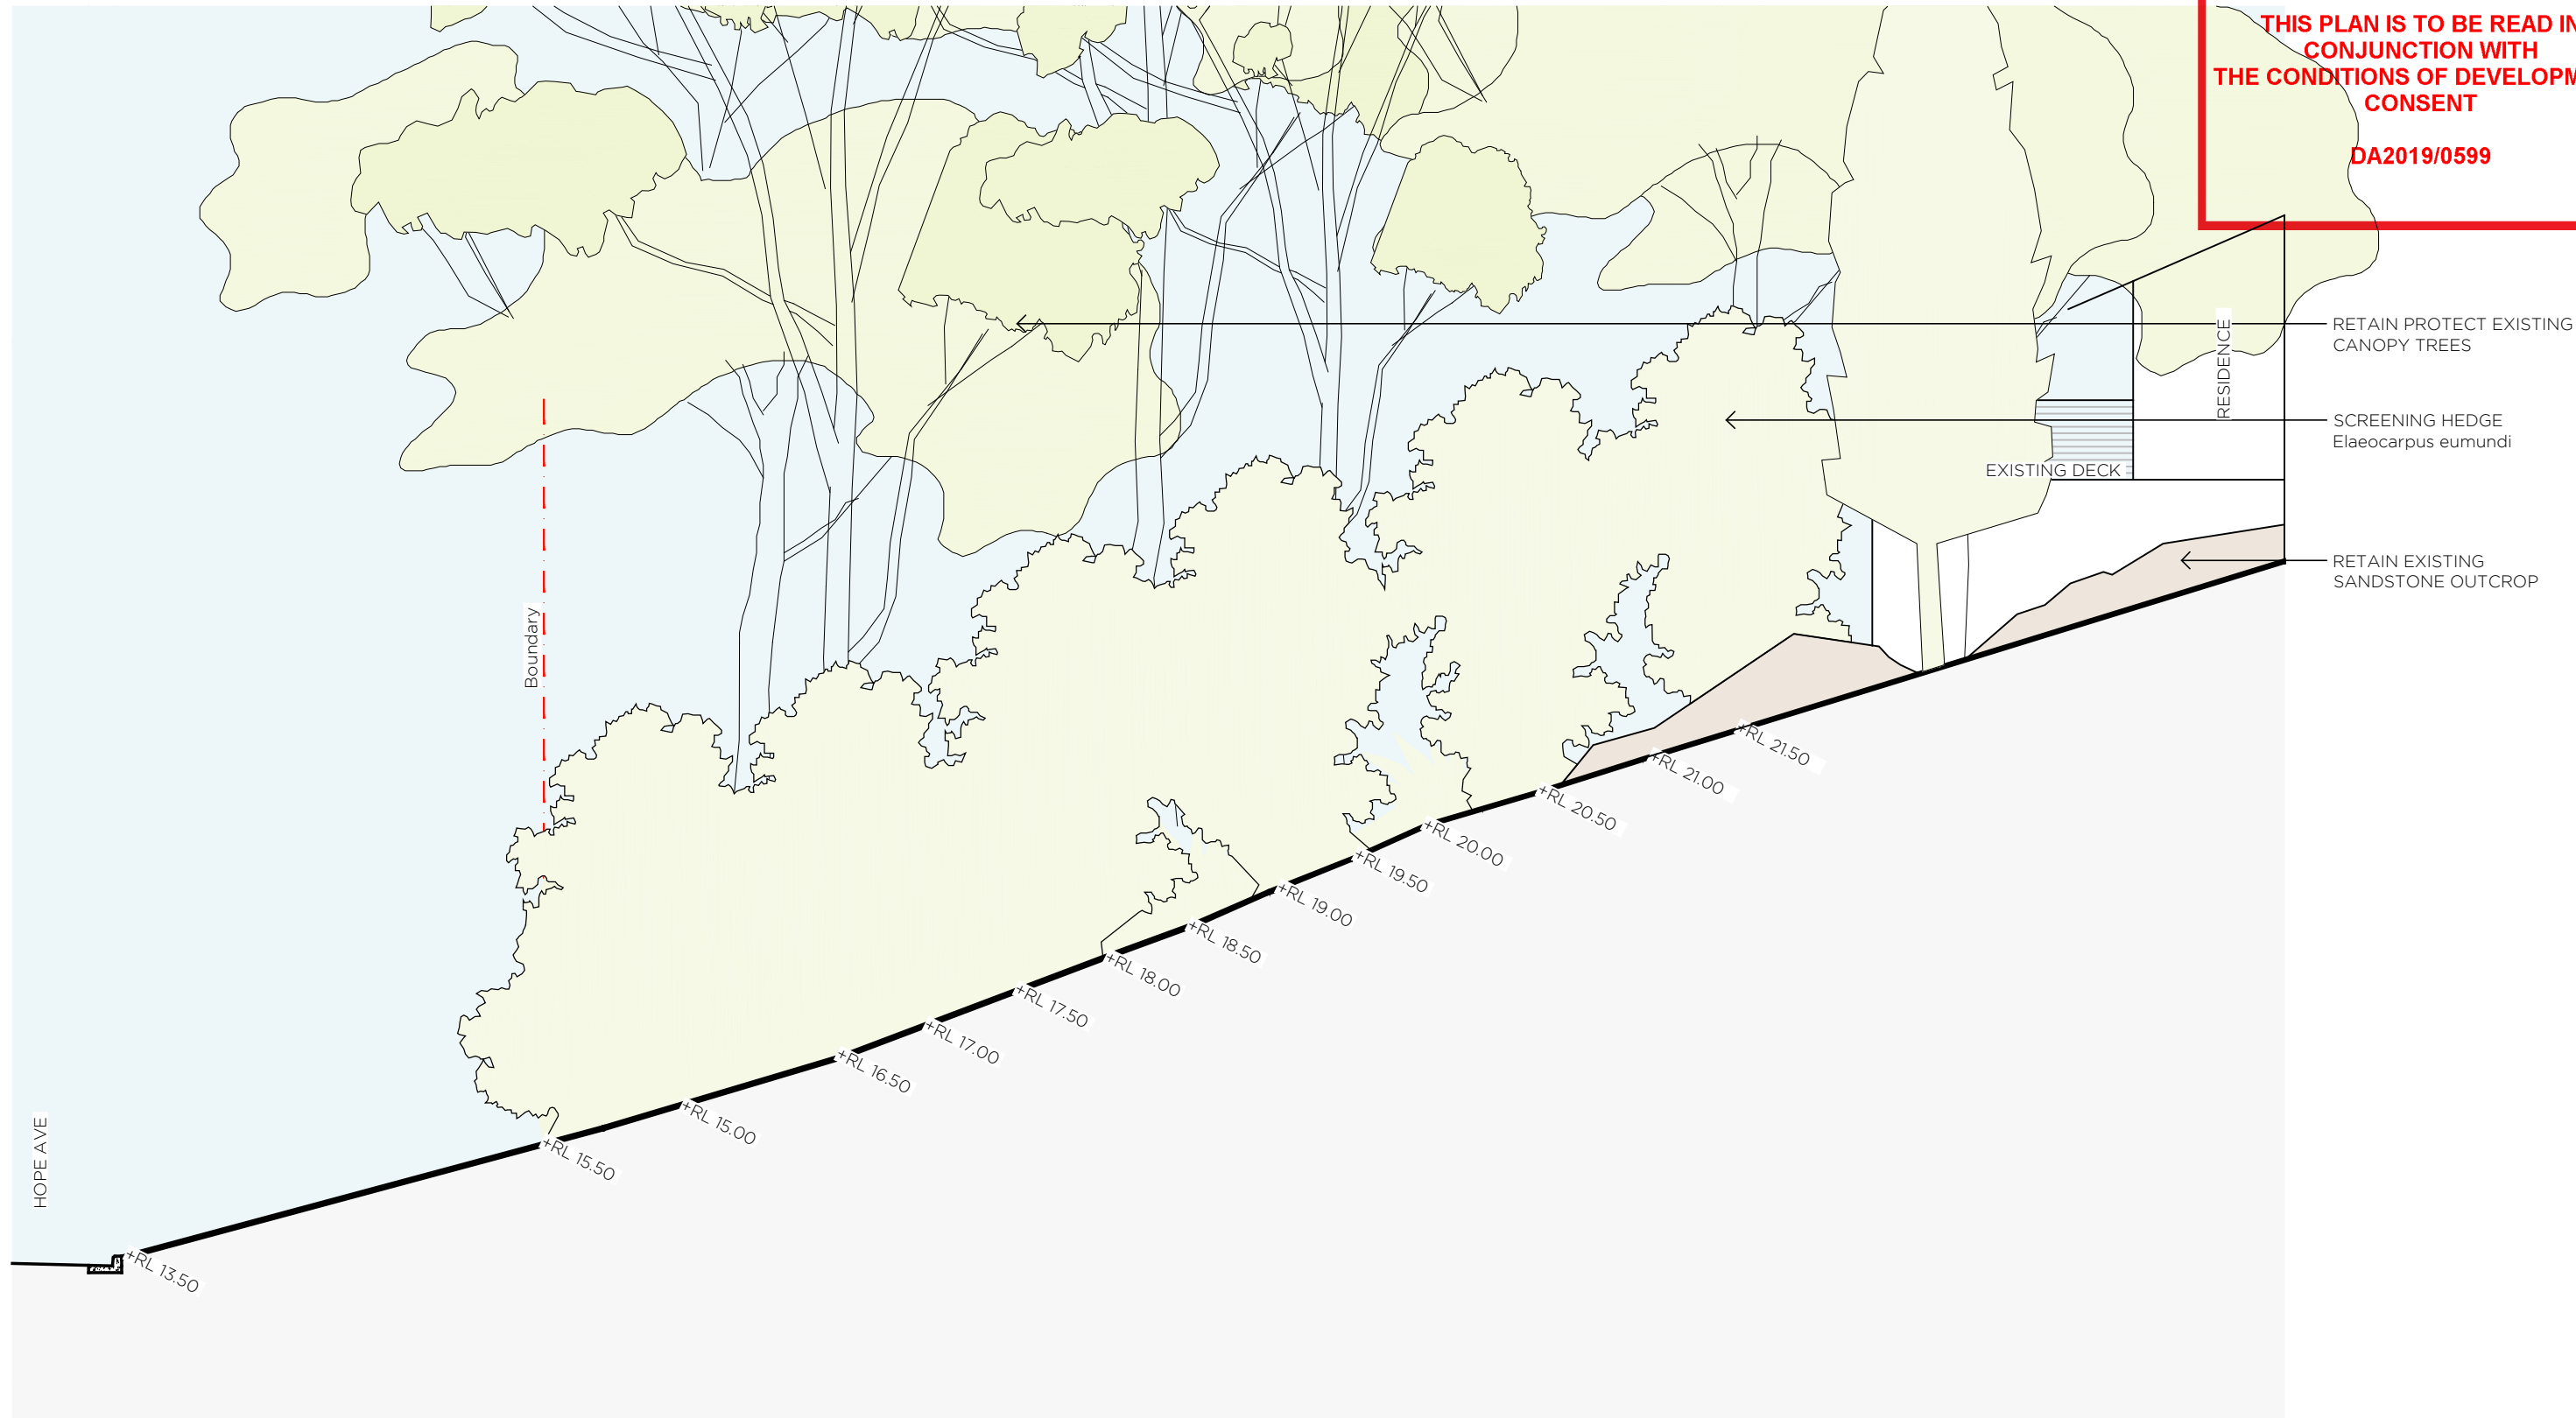 THIS PLAN IS TO BE READ IN
CONJUNCTION WITH
THE CONDITIONS OF DEVELOPM
CONSENT
DA2019/0599
RETAIN PROTECT EXISTING
CANOPY TREES
RESIDENCE
SCREENING HEDGE
Elaeocarpus eumundi
EXISTING DECK
RETAIN EXISTING
SANDSTONE OUTCROP
Boundary
+RL 21.50
+RL 21.00
+RL 20.50
+RL 20.00
+RL 19.50
+RL 19.00
+RL 18.50
+RL 18.00
+RL 17.50
+RL 17.00
+RL 16.50
+RL 15.00
+RL 15.50
+RL 13.50
HOPE AVE